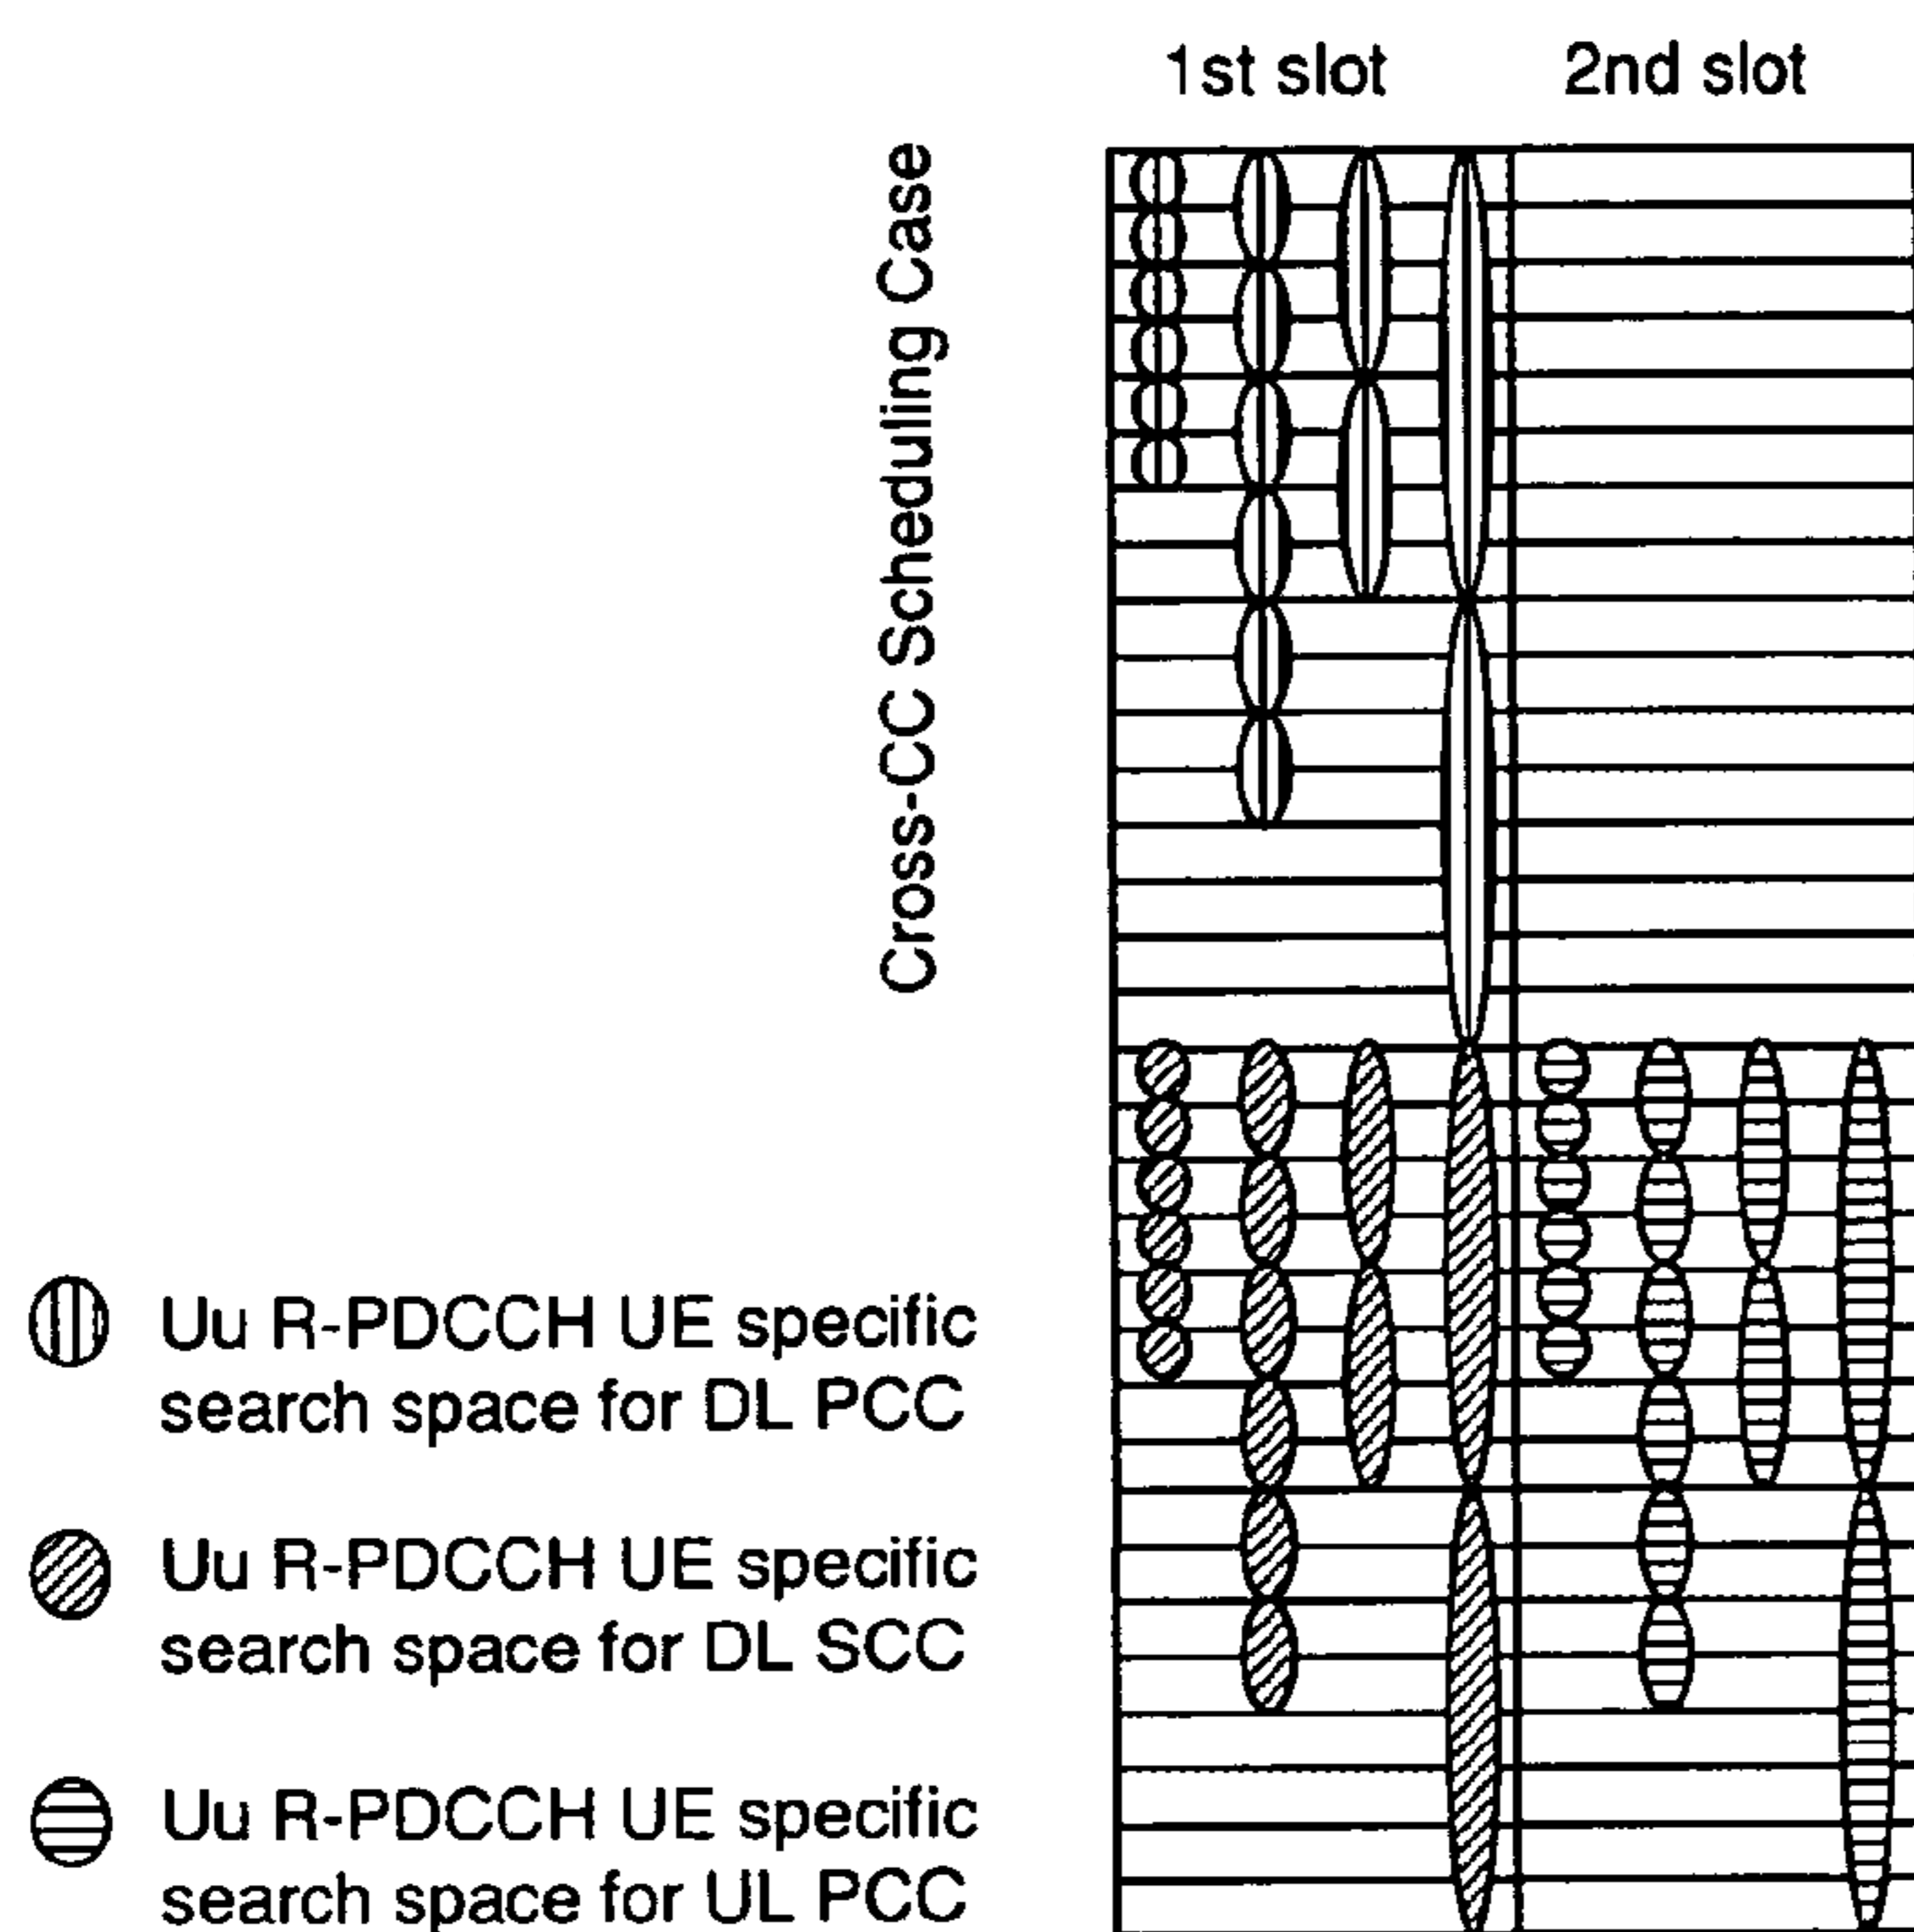 1st slot
2nd slot
Cross-CC Scheduling Case
Uu R-PDCCH UE specific
search space for DL PCC
Uu R-PDCCH UE specific
search space for DL SCC
Uu R-PDCCH UE specific
search space for UL PCC